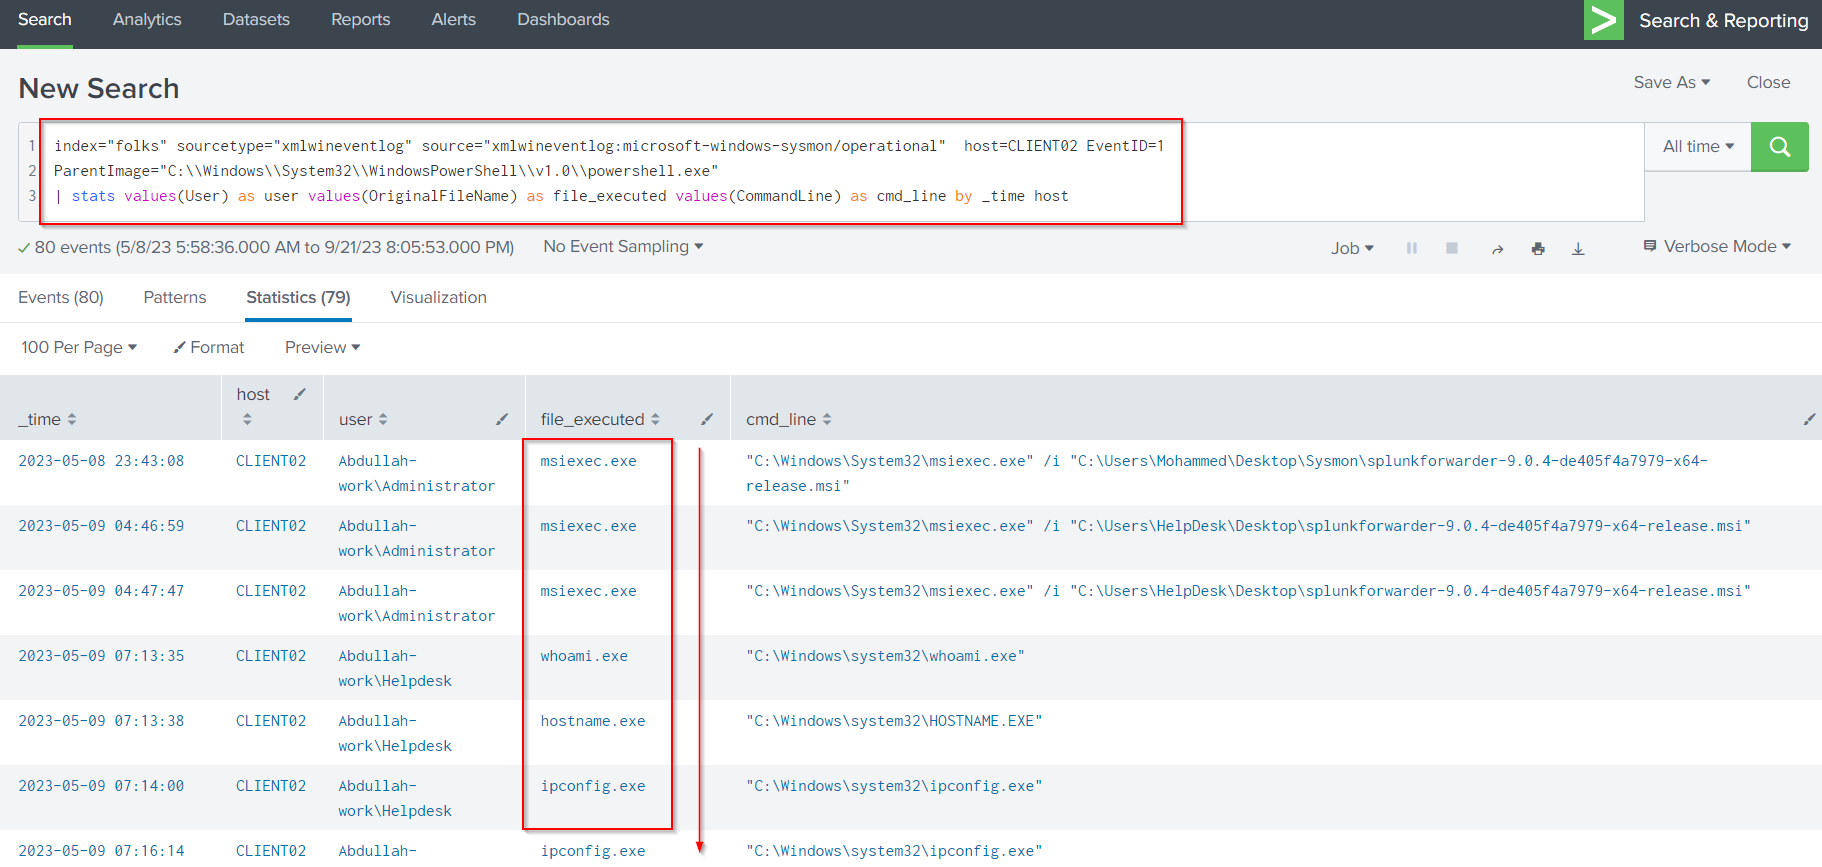 Search Analytics Datasets Reports Alerts Dashboards > Search & Reporting
New Search Save As Close
1 index="folks" sourcetype="xmlwineventlog" source="xmlwineventlog:microsoft-windows-sysmon/operational"  host=CLIENT02 EventID=1 All time
2 ParentImage="C:\\Windows\\System32\\WindowsPowerShell\\v1.0\\powershell.exe"
3 | stats values(User) as user values(OriginalFileName) as file_executed values(CommandLine) as cmd_line by _time host
✓ 80 events (5/8/23 5:58:36.000 AM to 9/21/23 8:05:53.000 PM) No Event Sampling Job Verbose Mode
Events (80) Patterns Statistics (79) Visualization
100 Per Page Format Preview
_time host user file_executed cmd_line
2023-05-08 23:43:08 CLIENT02 Abdullah- msiexec.exe "C:\Windows\System32\msiexec.exe" /i "C:\Users\Mohammed\Desktop\Sysmon\splunkforwarder-9.0.4-de405f4a7979-x64-
work\Administrator release.msi"
2023-05-09 04:46:59 CLIENT02 Abdullah- msiexec.exe "C:\Windows\System32\msiexec.exe" /i "C:\Users\HelpDesk\Desktop\splunkforwarder-9.0.4-de405f4a7979-x64-release.msi"
work\Administrator
2023-05-09 04:47:47 CLIENT02 Abdullah- msiexec.exe "C:\Windows\System32\msiexec.exe" /i "C:\Users\HelpDesk\Desktop\splunkforwarder-9.0.4-de405f4a7979-x64-release.msi"
work\Administrator
2023-05-09 07:13:35 CLIENT02 Abdullah- whoami.exe "C:\Windows\system32\whoami.exe"
work\Helpdesk
2023-05-09 07:13:38 CLIENT02 Abdullah- hostname.exe "C:\Windows\system32\HOSTNAME.EXE"
work\Helpdesk
2023-05-09 07:14:00 CLIENT02 Abdullah- ipconfig.exe "C:\Windows\system32\ipconfig.exe"
work\Helpdesk
2023-05-09 07:16:14 CLIENT02 Abdullah- ipconfig.exe "C:\Windows\system32\ipconfig.exe"